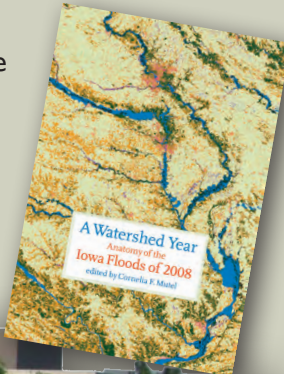 e
A Watershed Year
Anatomy of the
Iowa Floods of 2008
edited by Cornelia F. Mutel